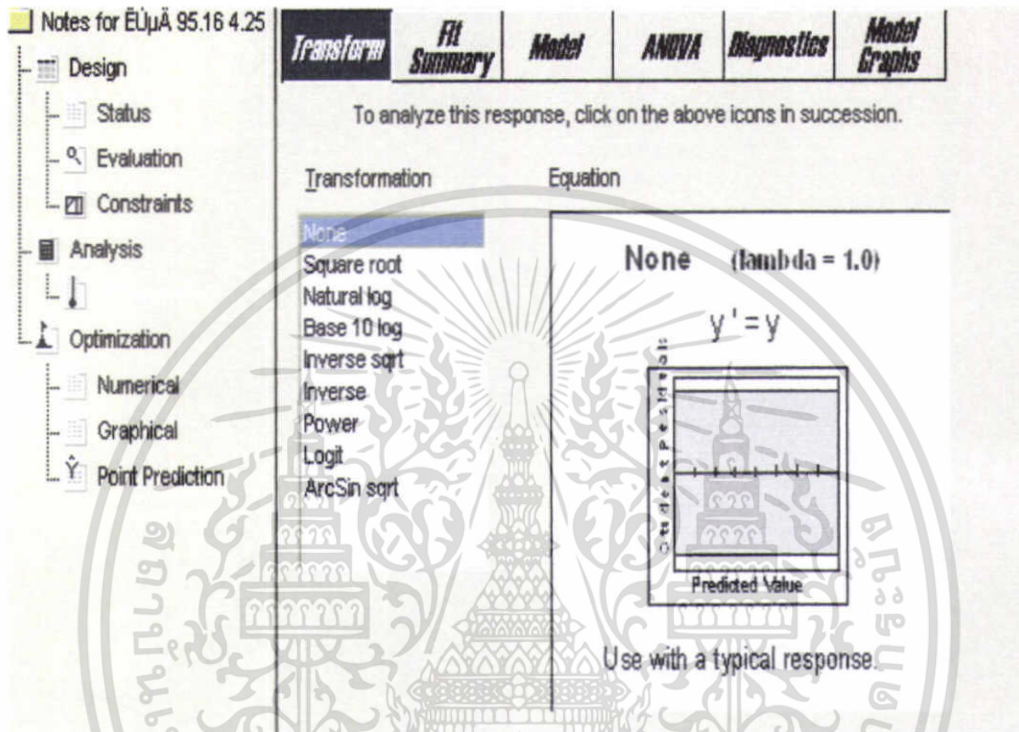 Notes for ËÚµÄ 95.16 4.25
Design
Status
Evaluation
Constraints
Analysis
Optimization
Numerical
Graphical
Ŷ Point Prediction
Transform
Fit Summary
Model
ANOVA
Diagnostics
Model Graphs
To analyze this response, click on the above icons in succession.
Transformation
None
Square root
Natural log
Base 10 log
Inverse sqrt
Inverse
Power
Logit
ArcSin sqrt
Equation
None (lambda = 1.0)
y ' = y
Predicted Value
Use with a typical response.